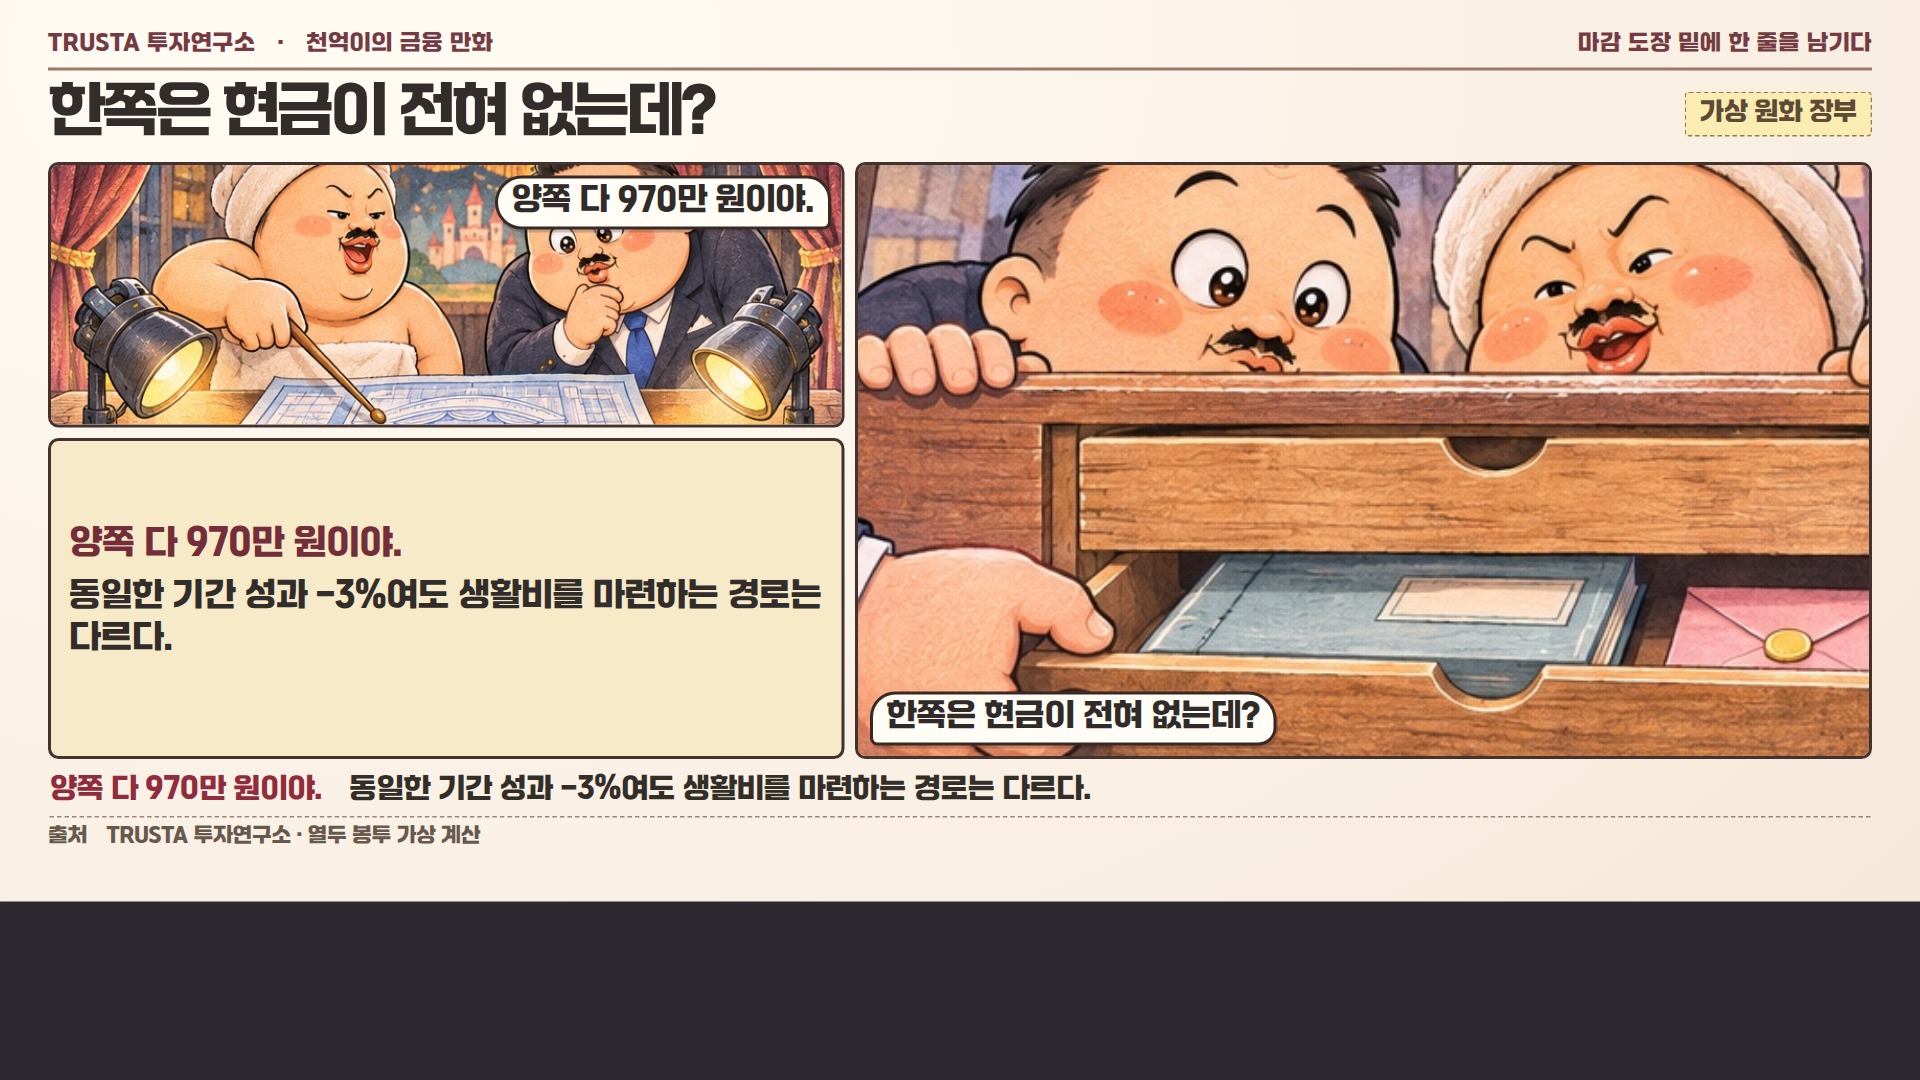 TRUSTA 투자연구소 · 천억이의 금융 만화
마감 도장 밑에 한 줄을 남기다
한쪽은 현금이 전혀 없는데?
가상 원화 장부
양쪽 다 970만 원이야.
양쪽 다 970만 원이야.
동일한 기간 성과 -3%여도 생활비를 마련하는 경로는
다르다.
한쪽은 현금이 전혀 없는데?
양쪽 다 970만 원이야. 동일한 기간 성과 -3%여도 생활비를 마련하는 경로는 다르다.
출처 TRUSTA 투자연구소 · 열두 봉투 가상 계산